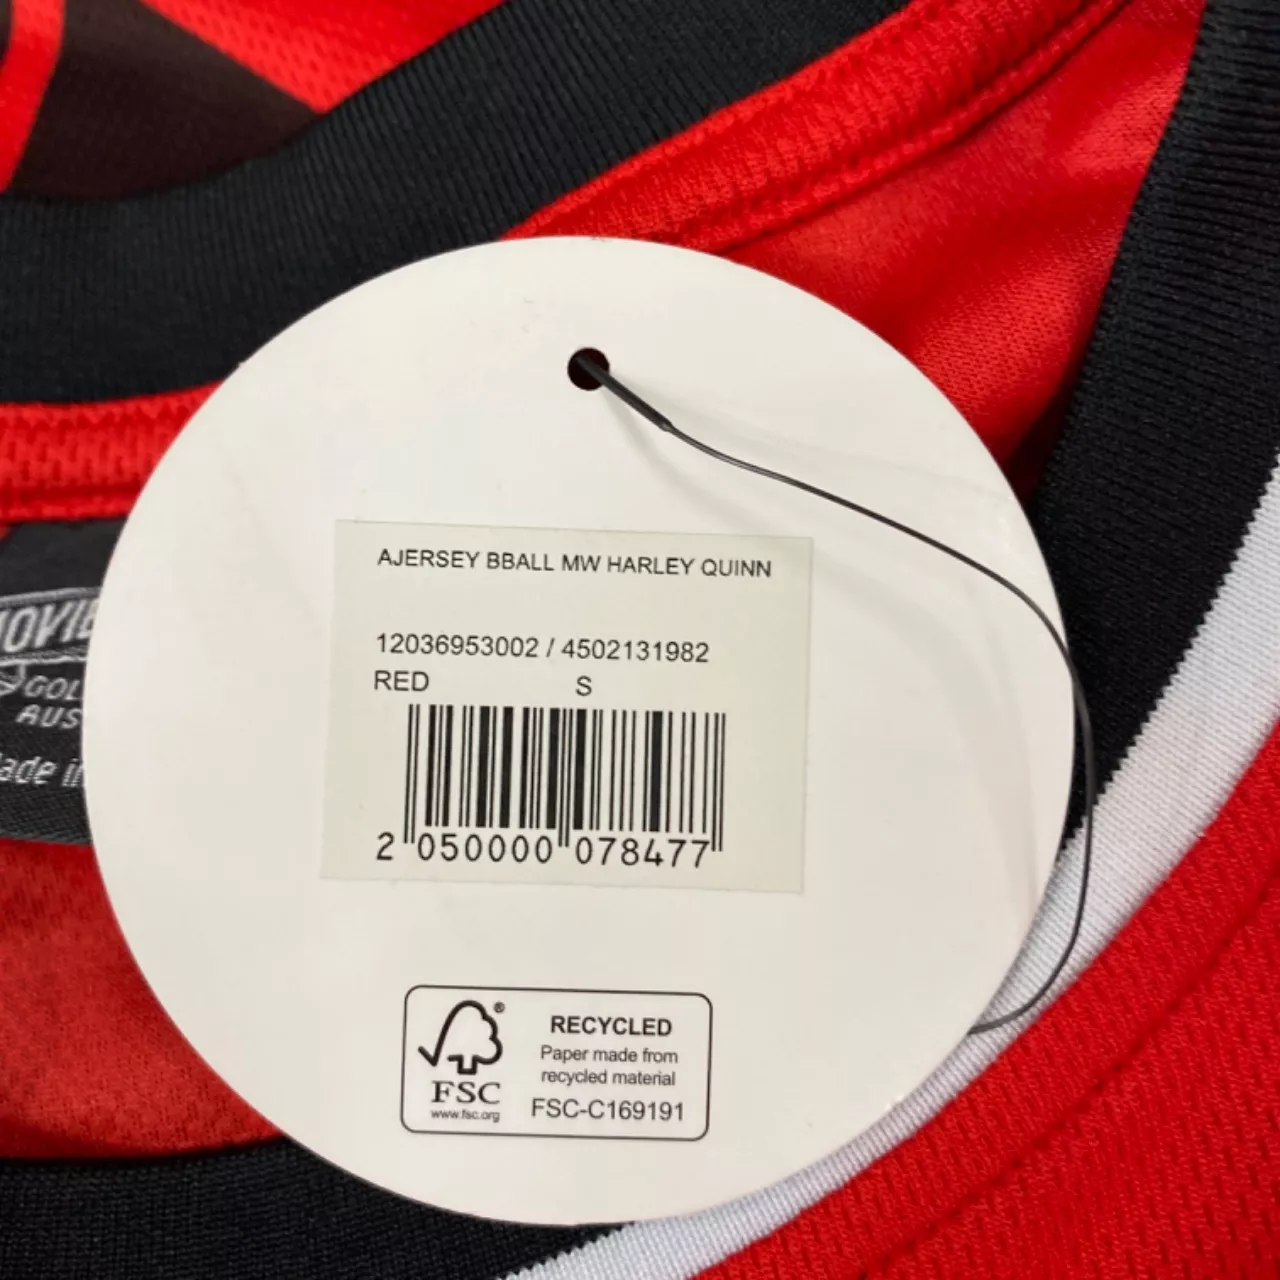 AJERSEY BBALL MW HARLEY QUINN
12036953002 / 4502131982
RED S
2 050000 078477
®
RECYCLED
Paper made from
recycled material
FSC
www.fsc.org
FSC-C169191